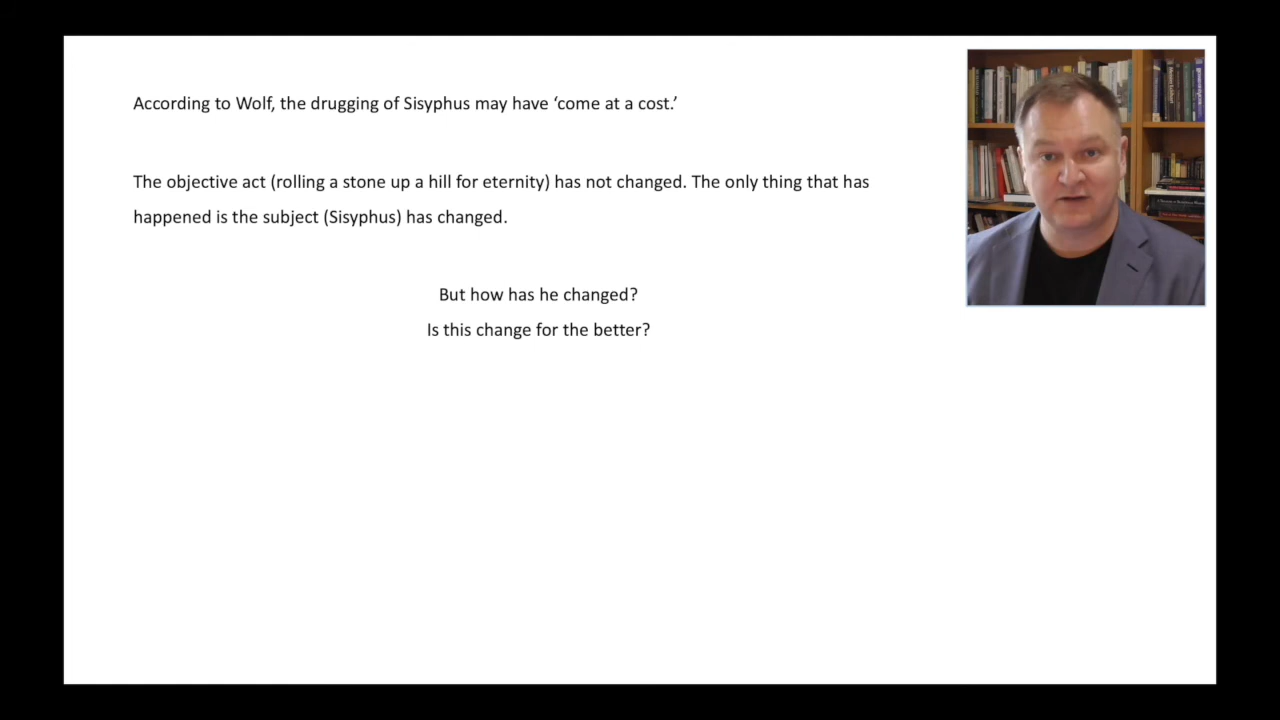 According to Wolf, the drugging of Sisyphus may have ‘come at a cost.’
The objective act (rolling a stone up a hill for eternity) has not changed. The only thing that has
happened is the subject (Sisyphus) has changed.
But how has he changed?
Is this change for the better?